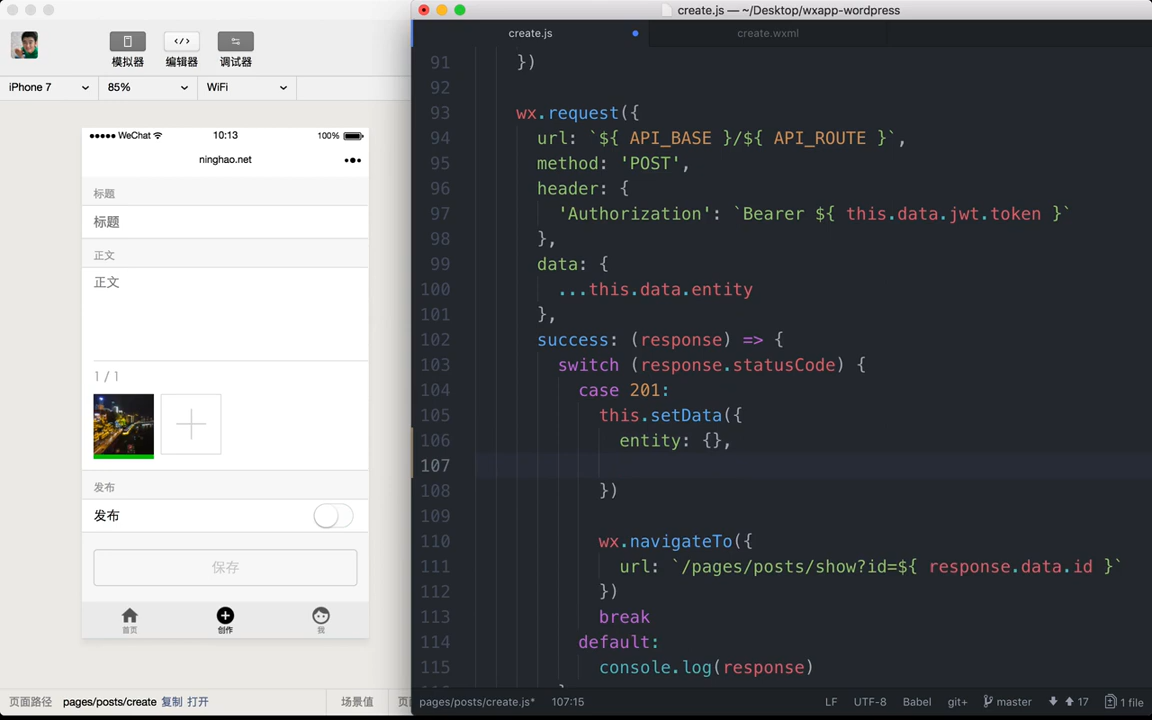 create.js — ~/Desktop/wxapp-wordpress
模拟器
编辑器
调试器
iPhone 7
85%
WiFi
WeChat
10:13
100%
ninghao.net
标题
标题
正文
正文
1 / 1
发布
发布
保存
首页
创作
我
页面路径
pages/posts/create
复制
打开
场景值
create.js
create.wxml
91 })
92
93 wx.request({
94 url: `${ API_BASE }/${ API_ROUTE }`,
95 method: 'POST',
96 header: {
97 'Authorization': `Bearer ${ this.data.jwt.token }`
98 },
99 data: {
100 ...this.data.entity
101 },
102 success: (response) => {
103 switch (response.statusCode) {
104 case 201:
105 this.setData({
106 entity: {},
107
108 })
109
110 wx.navigateTo({
111 url: `/pages/posts/show?id=${ response.data.id }`
112 })
113 break
114 default:
115 console.log(response)
pages/posts/create.js*
107:15
LF
UTF-8
Babel
git+
master
17
1 file